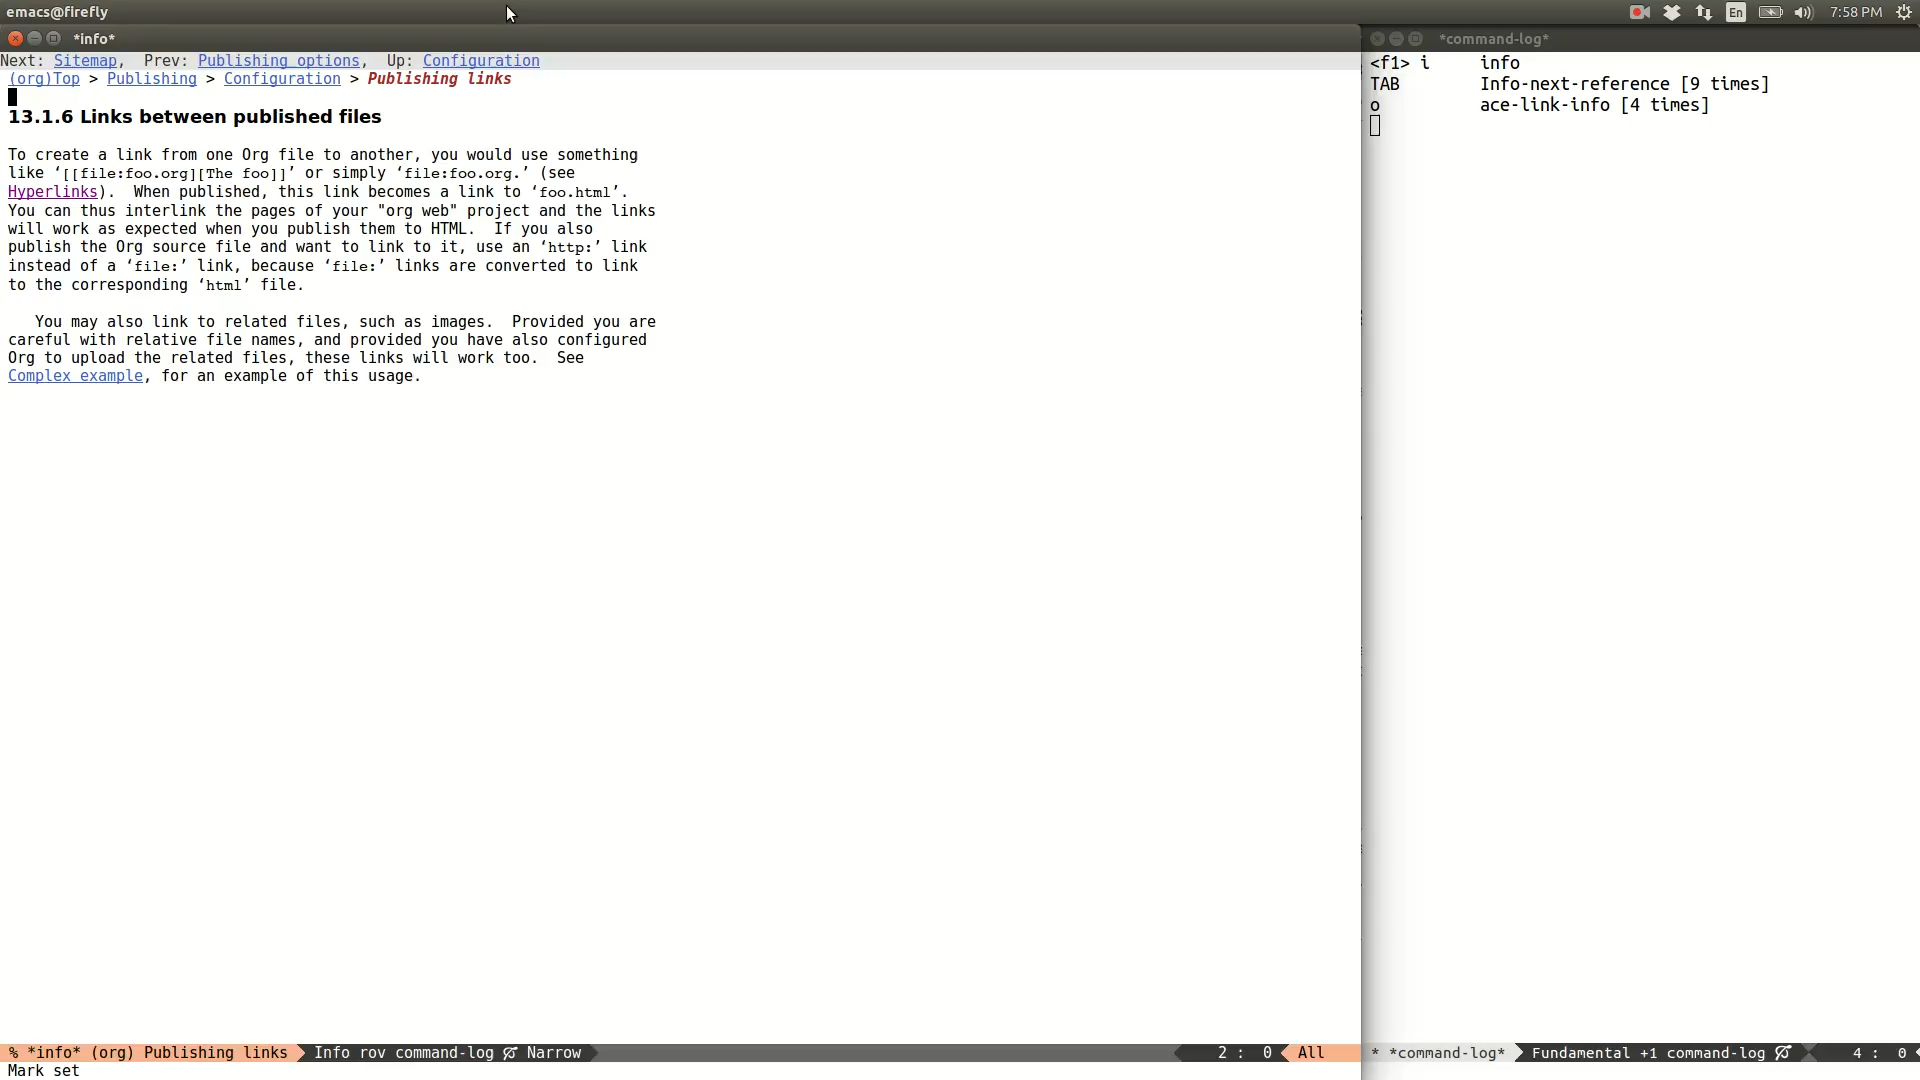 emacs@firefly
En
7:58 PM
*info*
Next: Sitemap,  Prev: Publishing options,  Up: Configuration
(org)Top > Publishing > Configuration > Publishing links
13.1.6 Links between published files
To create a link from one Org file to another, you would use something
like ‘[[file:foo.org][The foo]]’ or simply ‘file:foo.org.’ (see
Hyperlinks).  When published, this link becomes a link to ‘foo.html’.
You can thus interlink the pages of your "org web" project and the links
will work as expected when you publish them to HTML.  If you also
publish the Org source file and want to link to it, use an ‘http:’ link
instead of a ‘file:’ link, because ‘file:’ links are converted to link
to the corresponding ‘html’ file.
You may also link to related files, such as images.  Provided you are
careful with relative file names, and provided you have also configured
Org to upload the related files, these links will work too.  See
Complex example, for an example of this usage.
% *info* (org) Publishing links
Info rov command-log
Narrow
2 :  0
All
Mark set
*command-log*
<f1> i     info
TAB        Info-next-reference [9 times]
o          ace-link-info [4 times]
* *command-log*
Fundamental +1 command-log
4 :  0